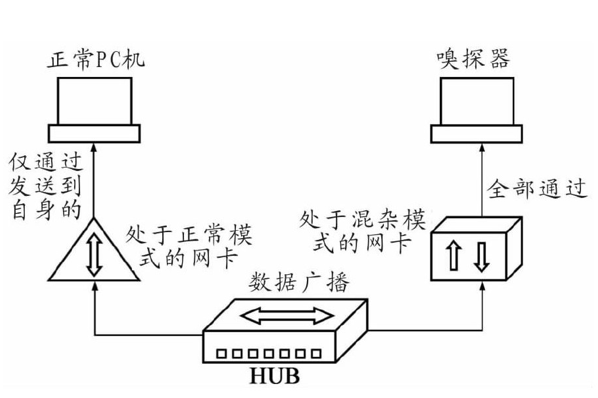 正常PC机
嗅探器
仅通过
发送到
自身的
全部通过
处于正常模
式的网卡
处于混杂模
式的网卡
数据广播
HUB